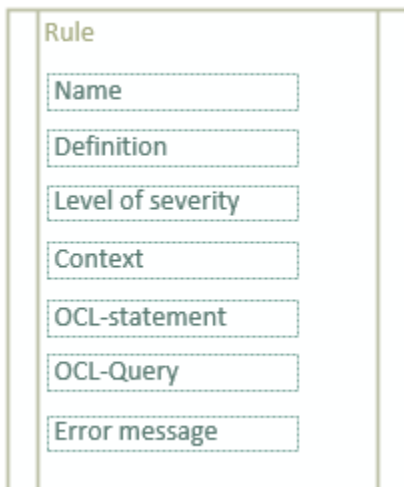 Rule
Name
Definition
Level of severity
Context
OCL-statement
OCL-Query
Error message